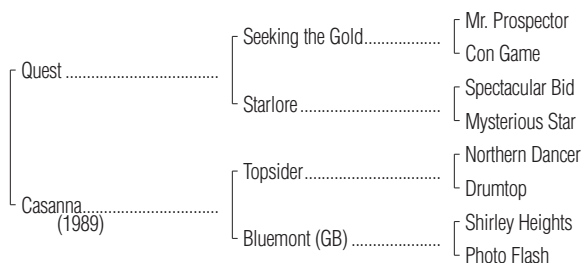 Mr. Prospector
Seeking the Gold....................
Con Game
Quest ........................................
Spectacular Bid
Starlore ....................................
Mysterious Star
Northern Dancer
Topsider...................................
Drumtop
Casanna....................................
(1989)
Shirley Heights
Bluemont (GB) .......................
Photo Flash